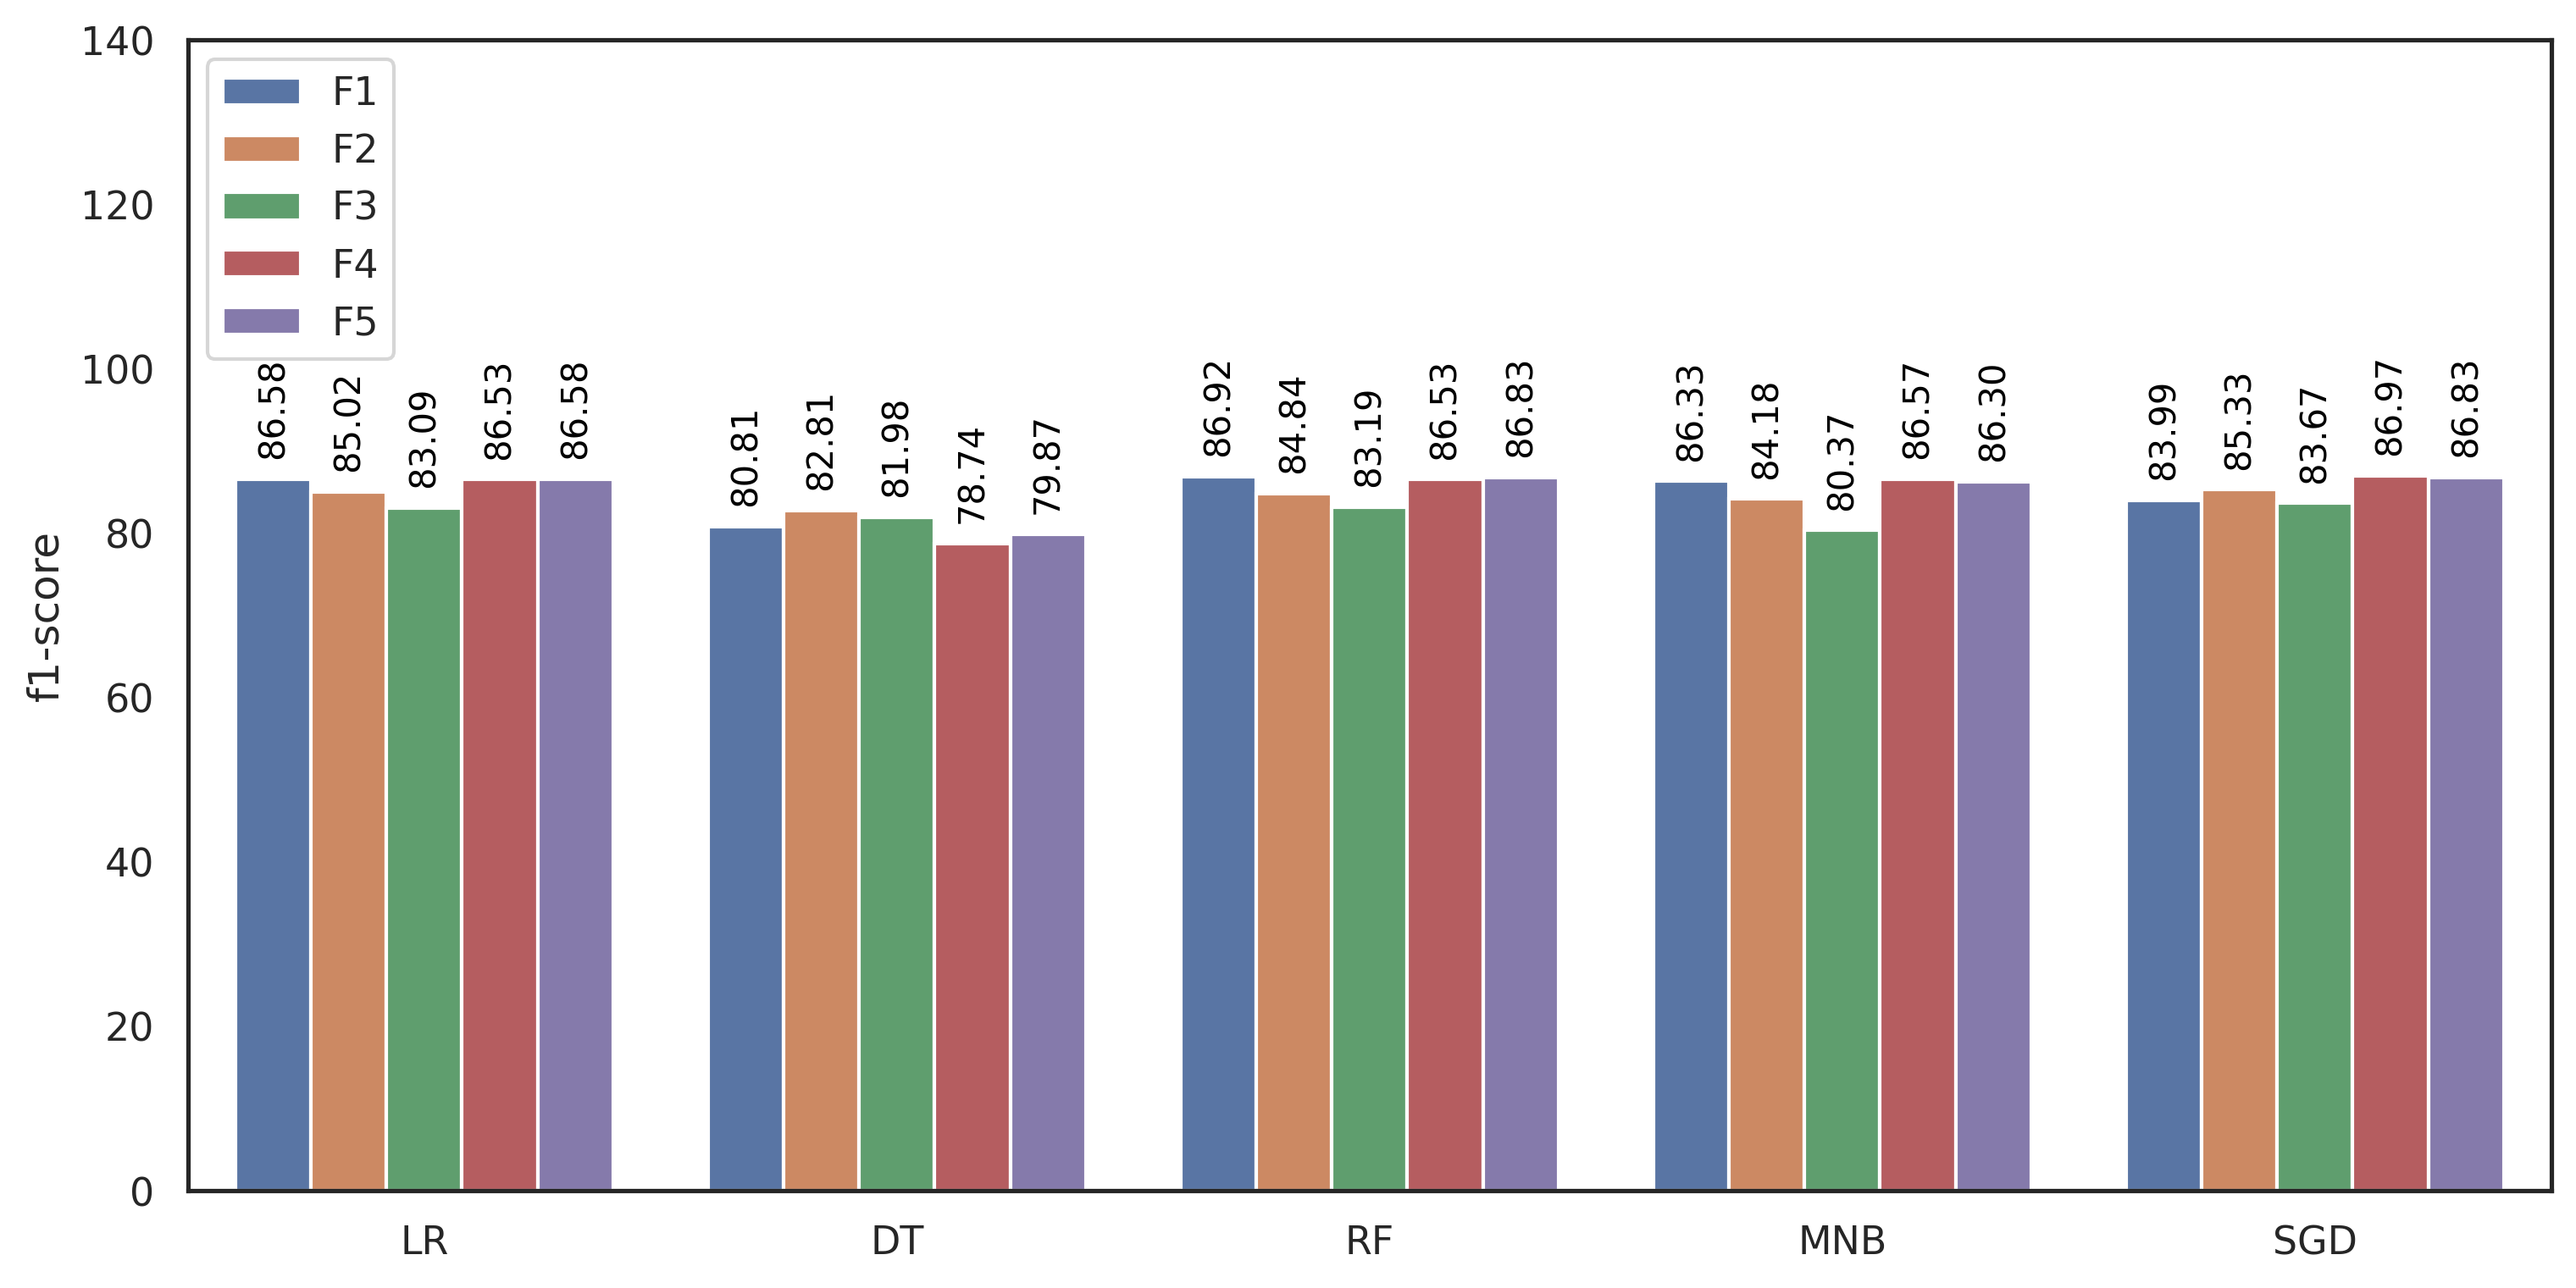 f1-score
140
120
100
80
60
40
20
0
F1
F2
F3
F4
F5
86.58 85.02 83.09 86.53 86.58
80.81 82.81 81.98 78.74 79.87
86.92 84.84 83.19 86.53 86.83
86.33 84.18 80.37 86.57 86.30
83.99 85.33 83.67 86.97 86.83
LR DT RF MNB SGD